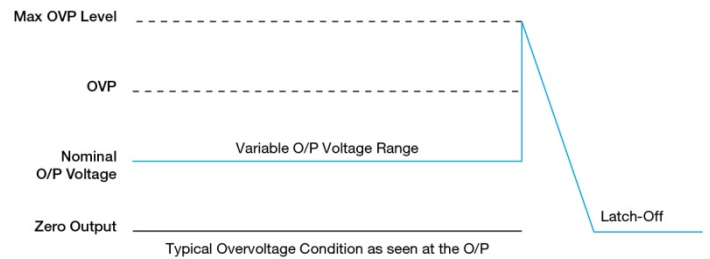 Max OVP Level
OVP
Variable O/P Voltage Range
Nominal
O/P Voltage
Latch-Off
Zero Output
Typical Overvoltage Condition as seen at the O/P